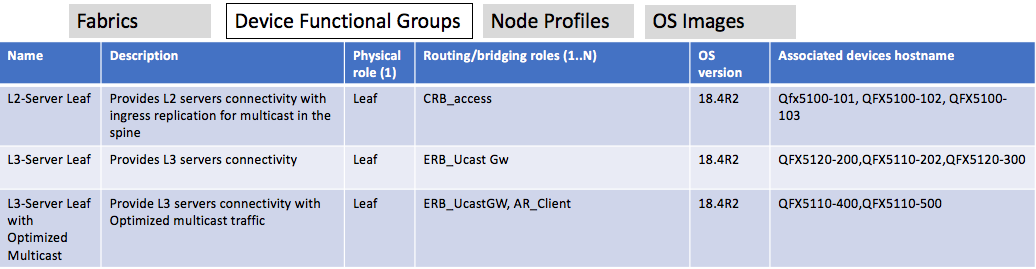 Fabrics
Device Functional Groups
Node Profiles
OS Images
Name
Description
Physical
role (1)
Routing/bridging roles (1..N)
OS
version
Associated devices hostname
L2-Server Leaf
Provides L2 servers connectivity with
ingress replication for multicast in the
spine
Leaf
CRB_access
18.4R2
Qfx5100-101, QFX5100-102, QFX5100-
103
L3-Server Leaf
Provides L3 servers connectivity
Leaf
ERB_Ucast Gw
18.4R2
QFX5120-200,QFX5110-202,QFX5120-300
L3-Server Leaf
with
Optimized
Multicast
Provide L3 servers connectivity with
Optimized multicast traffic
Leaf
ERB_UcastGW, AR_Client
18.4R2
QFX5110-400,QFX5110-500